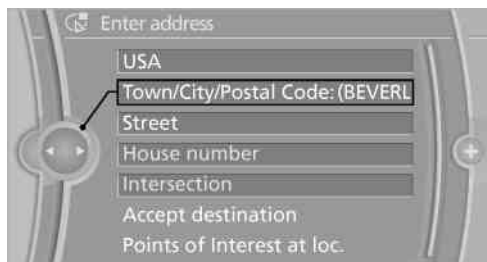 Enter address
USA
Town/City/Postal Code: (BEVERL
Street
House number
Intersection
Accept destination
Points of Interest at loc.